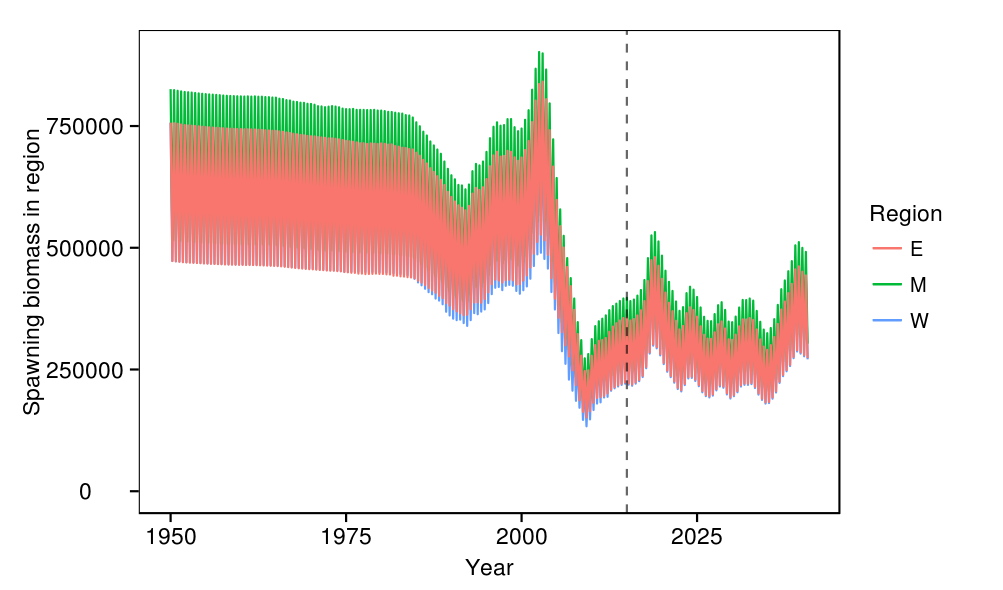 Spawning biomass in region
750000
500000
250000
0
1950 1975 2000 2025
Year
Region
E
M
W